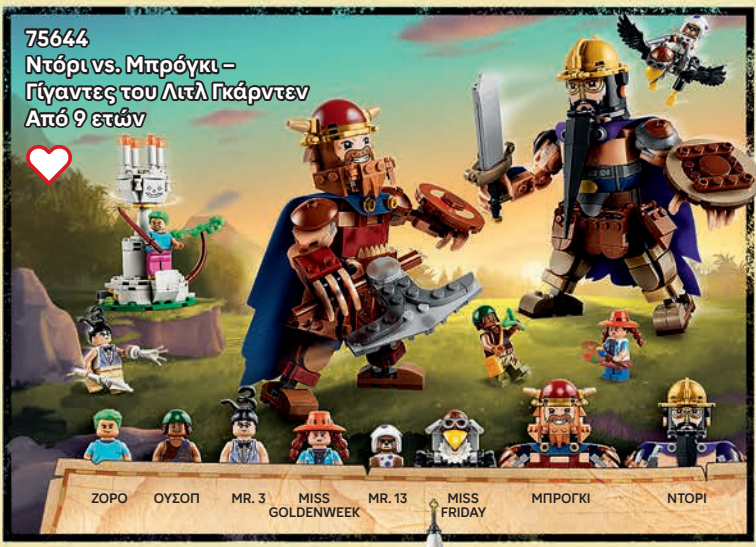 75644
Ντόρι vs. Μπρόγκι –
Γίγαντες του Λιτλ Γκάρντεν
Από 9 ετών
ΖΟΡΟ ΟΥΣΟΠ MR. 3 MISS GOLDENWEEK MR. 13 MISS FRIDAY ΜΠΡΟΓΚΙ ΝΤΟΡΙ